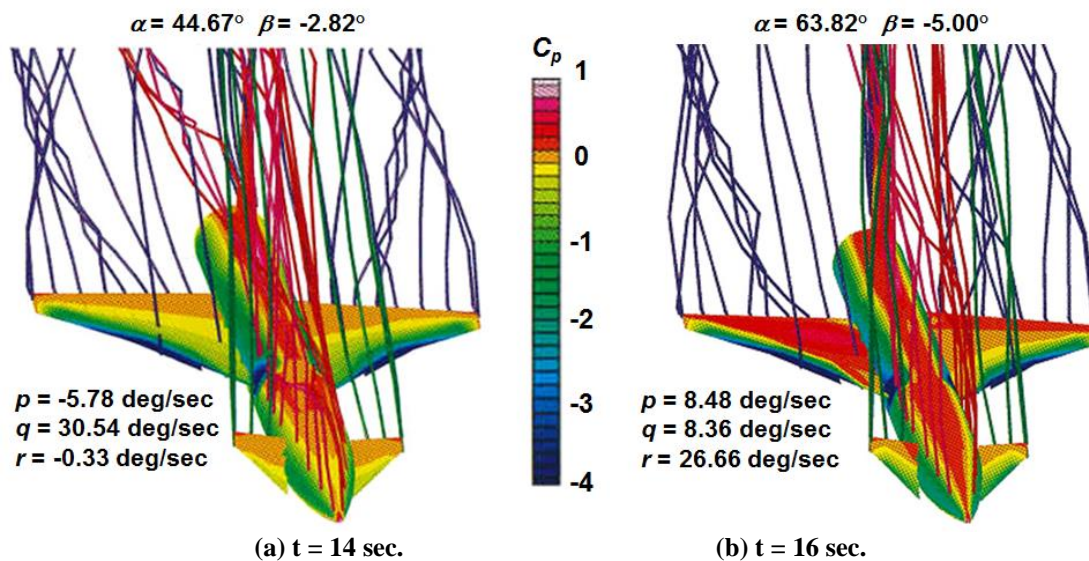 α = 44.67° β = -2.82°
α = 63.82° β = -5.00°
Cp
1
0
-1
-2
-3
-4
p = -5.78 deg/sec
q = 30.54 deg/sec
r = -0.33 deg/sec
p = 8.48 deg/sec
q = 8.36 deg/sec
r = 26.66 deg/sec
(a) t = 14 sec.
(b) t = 16 sec.